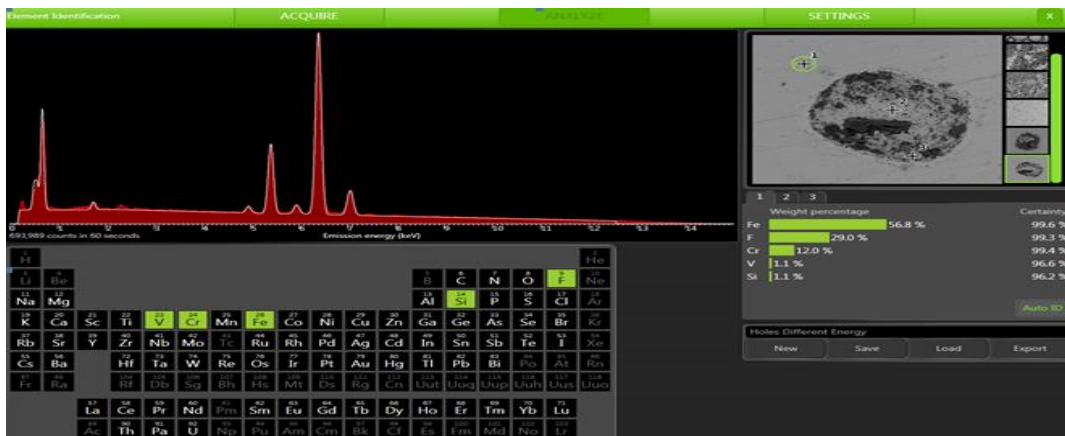 Element Identification ACQUIRE ANALYZE SETTINGS x
1
2
3
0 1 2 3 4 5 6 7 8 9 10 11 12 13 14
693,989 counts in 60 seconds Emission energy (keV)
1 2 3
Weight percentage Certainty
Fe 56.8 % 99.6 %
F 29.0 % 99.3 %
Cr 12.0 % 99.4 %
V 1.1 % 96.6 %
Si 1.1 % 96.2 %
Auto ID
Holes Different Energy
New Save Load Export
H He
Li Be B C N O F Ne
Na Mg Al Si P S Cl Ar
K Ca Sc Ti V Cr Mn Fe Co Ni Cu Zn Ga Ge As Se Br Kr
Rb Sr Y Zr Nb Mo Tc Ru Rh Pd Ag Cd In Sn Sb Te I Xe
Cs Ba Hf Ta W Re Os Ir Pt Au Hg Tl Pb Bi Po At Rn
Fr Ra Rf Db Sg Bh Hs Mt Ds Rg Cn Uut Uuq Uup Uuh Uus Uuo
La Ce Pr Nd Pm Sm Eu Gd Tb Dy Ho Er Tm Yb Lu
Ac Th Pa U Np Pu Am Cm Bk Cf Es Fm Md No Lr